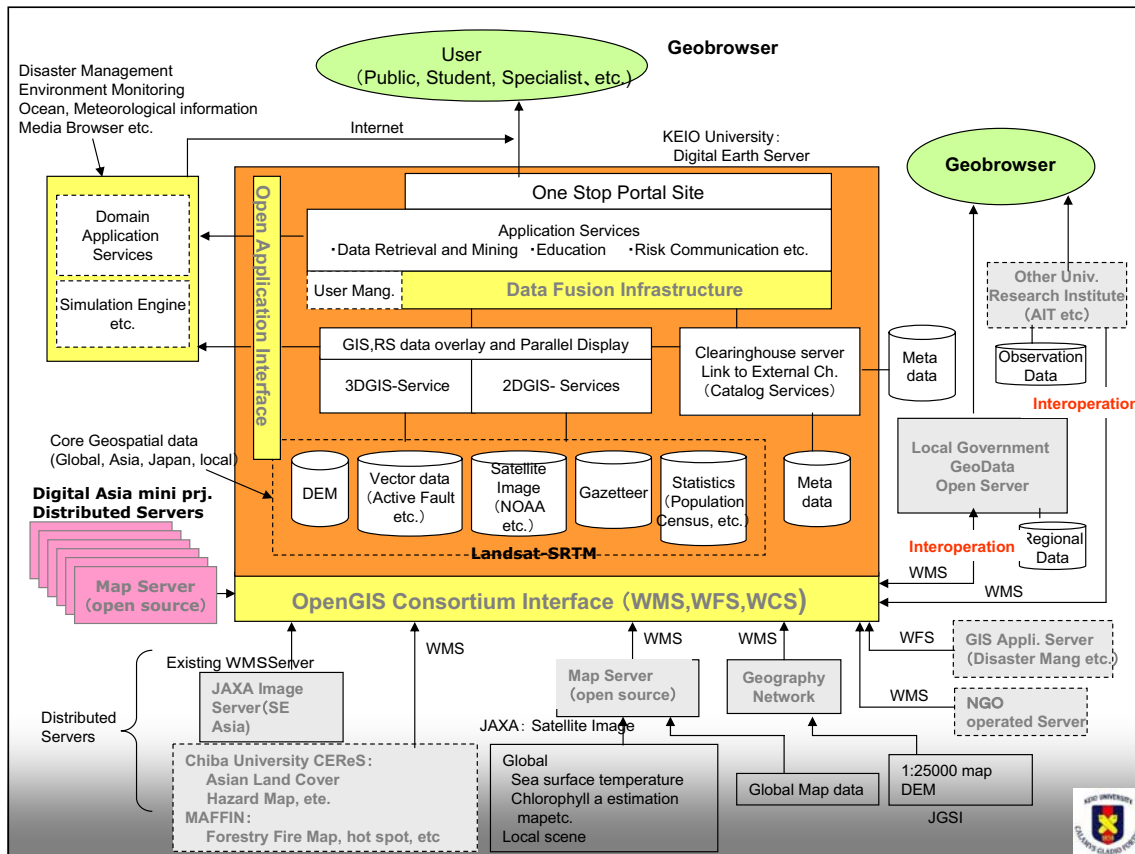 Geobrowser
User
（Public, Student, Specialist、etc.）
Disaster Management
Environment Monitoring
Ocean, Meteorological information
Media Browser etc.
Internet
KEIO University：
Digital Earth Server
Geobrowser
Open Application Interface
One Stop Portal Site
Domain
Application
Services
Application Services
・Data Retrieval and Mining ・Education ・Risk Communication etc.
User Mang.
Data Fusion Infrastructure
Simulation Engine
etc.
Other Univ.
Research Institute
（AIT etc）
GIS,RS data overlay and Parallel Display
3DGIS-Service
2DGIS- Services
Clearinghouse server
Link to External Ch.
（Catalog Services）
Meta
data
Observation
Data
Interoperation
Core Geospatial data
（Global, Asia, Japan, local）
Local Government
GeoData
Open Server
DEM
Vector data
（Active Fault
etc.）
Satellite
Image
（NOAA
etc.）
Gazetteer
Statistics
（Population
Census, etc.）
Meta
data
Digital Asia mini prj.
Distributed Servers
Landsat-SRTM
Interoperation
Regional
Data
Map Server
（open source）
WMS
WMS
OpenGIS Consortium Interface （WMS,WFS,WCS）
WMS
WMS
WMS
WFS
GIS Appli. Server
（Disaster Mang etc.）
Existing WMSServer
JAXA Image
Server（SE
Asia）
Map Server
（open source）
Geography
Network
WMS
NGO
operated Server
Distributed
Servers
JAXA： Satellite Image
Chiba University CEReS：
Asian Land Cover
Hazard Map, ete.
MAFFIN：
Forestry Fire Map, hot spot, etc
Global
Sea surface temperature
Chlorophyll a estimation
mapetc.
Local scene
Global Map data
1:25000 map
DEM
JGSI
KEIO UNIVERSITY
CALAMVS GLADIO FORTIOR